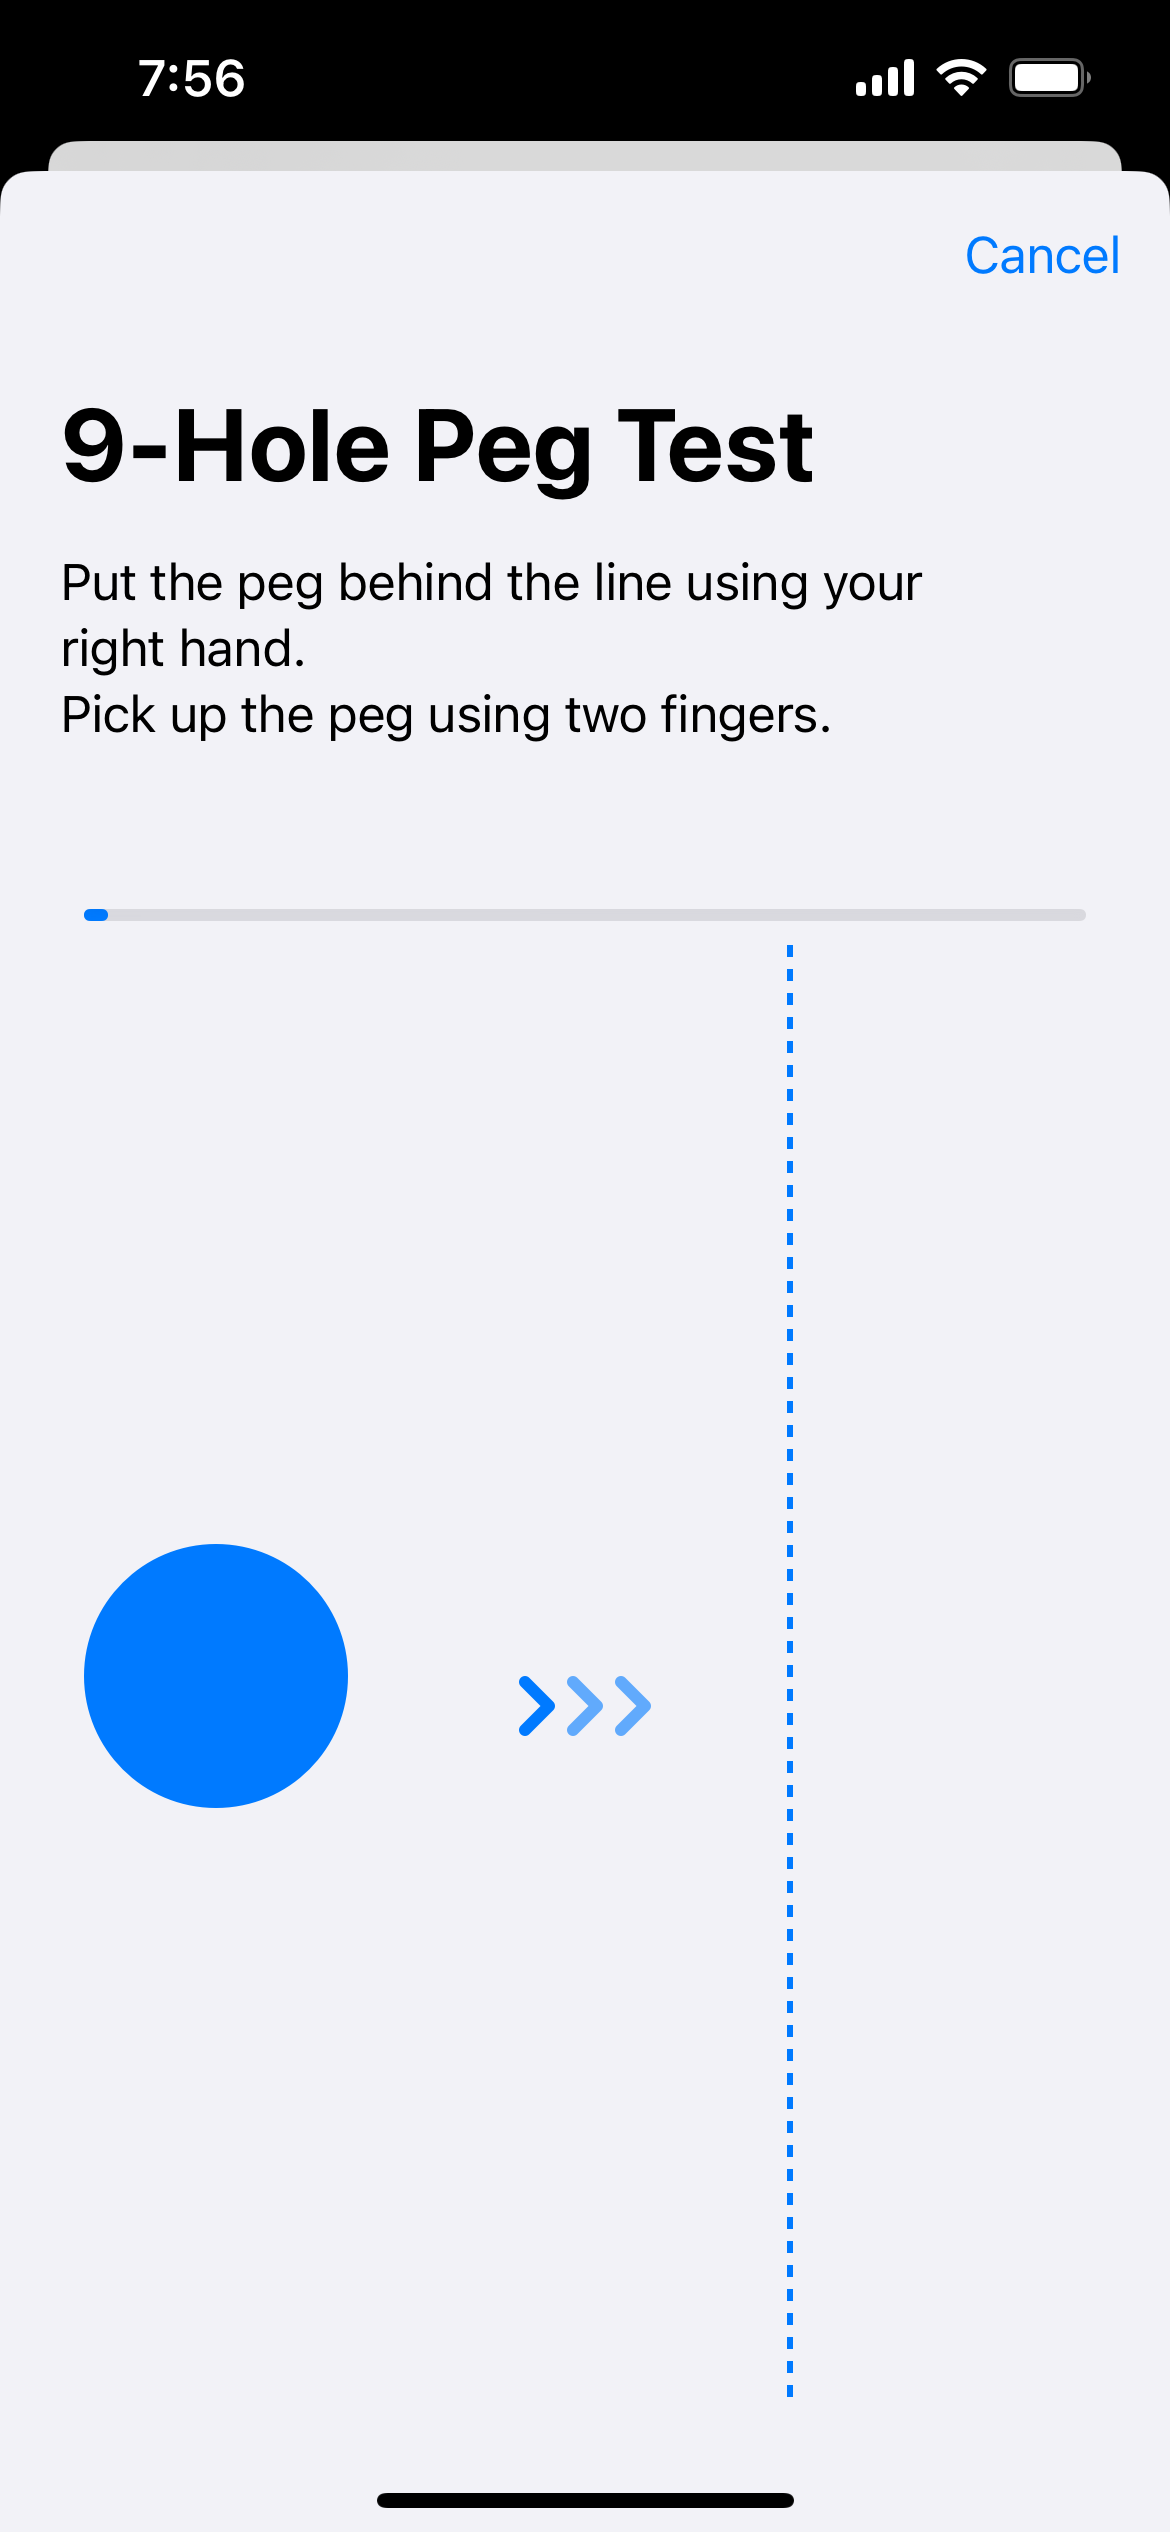 7:56
Cancel
9-Hole Peg Test
Put the peg behind the line using your
right hand.
Pick up the peg using two fingers.